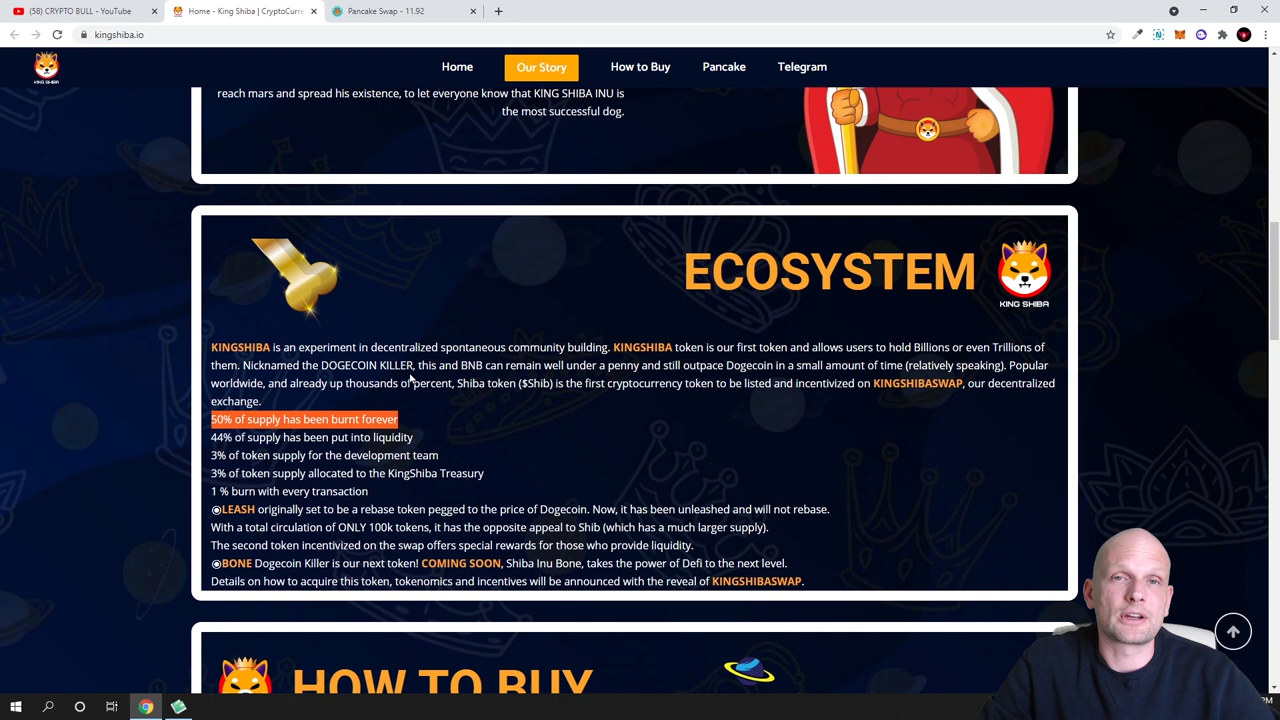 (58) CRYPTO BULL - YouTube
Home - King Shiba | CryptoCurre
Pancake Swap - 11.92
kingshiba.io
KING SHIBA
Home
Our Story
How to Buy
Pancake
Telegram
reach mars and spread his existence, to let everyone know that KING SHIBA INU is
the most successful dog.
ECOSYSTEM
KING SHIBA
KINGSHIBA is an experiment in decentralized spontaneous community building. KINGSHIBA token is our first token and allows users to hold Billions or even Trillions of
them. Nicknamed the DOGECOIN KILLER, this and BNB can remain well under a penny and still outpace Dogecoin in a small amount of time (relatively speaking). Popular
worldwide, and already up thousands of percent, Shiba token ($Shib) is the first cryptocurrency token to be listed and incentivized on KINGSHIBASWAP, our decentralized
exchange.
50% of supply has been burnt forever
44% of supply has been put into liquidity
3% of token supply for the development team
3% of token supply allocated to the KingShiba Treasury
1 % burn with every transaction
◉LEASH originally set to be a rebase token pegged to the price of Dogecoin. Now, it has been unleashed and will not rebase.
With a total circulation of ONLY 100k tokens, it has the opposite appeal to Shib (which has a much larger supply).
The second token incentivized on the swap offers special rewards for those who provide liquidity.
◉BONE Dogecoin Killer is our next token! COMING SOON, Shiba Inu Bone, takes the power of Defi to the next level.
Details on how to acquire this token, tokenomics and incentives will be announced with the reveal of KINGSHIBASWAP.
HOW TO BUY
PM